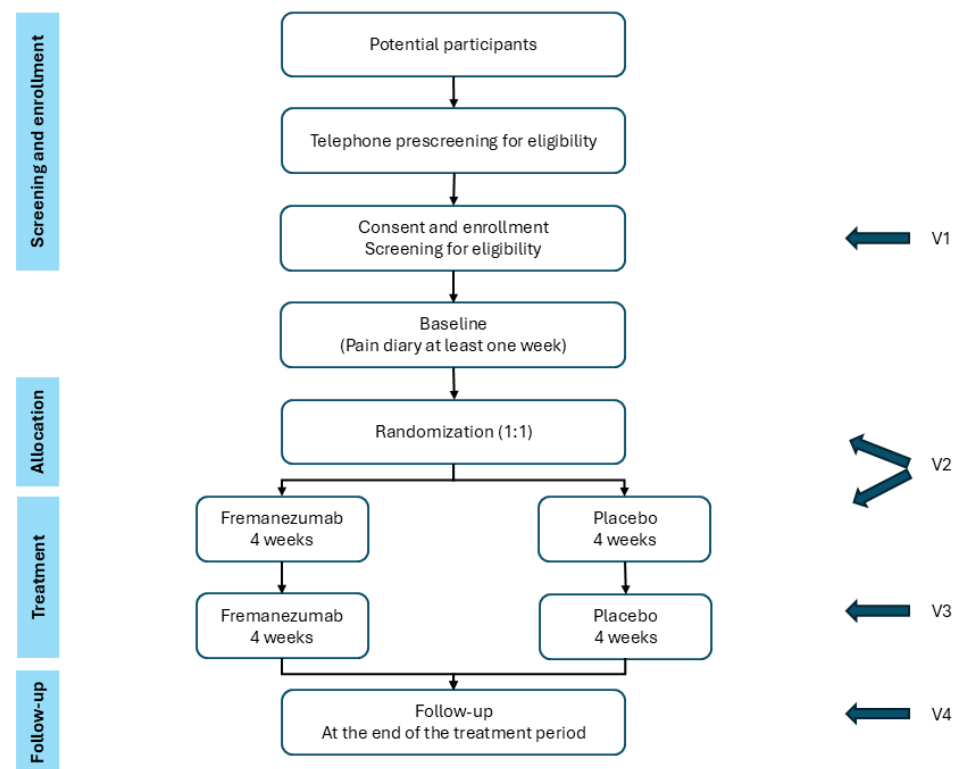 Screening and enrollment
Potential participants
Telephone prescreening for eligibility
Consent and enrollment
Screening for eligibility
V1
Baseline
(Pain diary at least one week)
Allocation
Randomization (1:1)
V2
Treatment
Fremanezumab
4 weeks
Placebo
4 weeks
Fremanezumab
4 weeks
Placebo
4 weeks
V3
Follow-up
Follow-up
At the end of the treatment period
V4